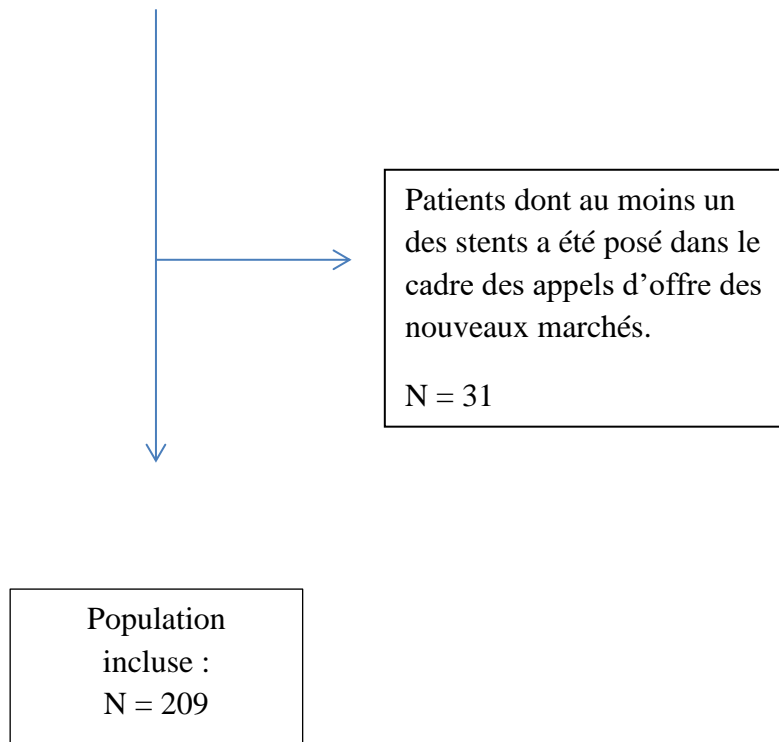 Patients dont au moins un
des stents a été posé dans le
cadre des appels d’offre des
nouveaux marchés.
N = 31
Population
incluse :
N = 209